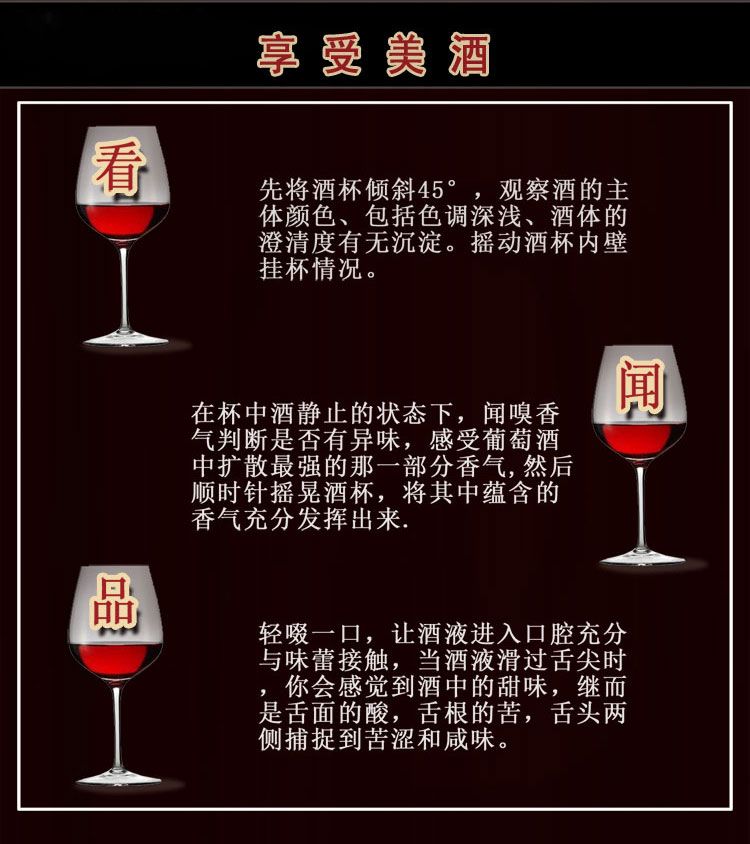 享受美酒
看
先将酒杯倾斜45°，观察酒的主
体颜色、包括色调深浅、酒体的
澄清度有无沉淀。摇动酒杯内壁
挂杯情况。
闻
在杯中酒静止的状态下，闻嗅香
气判断是否有异味，感受葡萄酒
中扩散最强的那一部分香气,然后
顺时针摇晃酒杯，将其中蕴含的
香气充分发挥出来.
品
轻啜一口，让酒液进入口腔充分
与味蕾接触，当酒液滑过舌尖时
，你会感觉到酒中的甜味，继而
是舌面的酸，舌根的苦，舌头两
侧捕捉到苦涩和咸味。